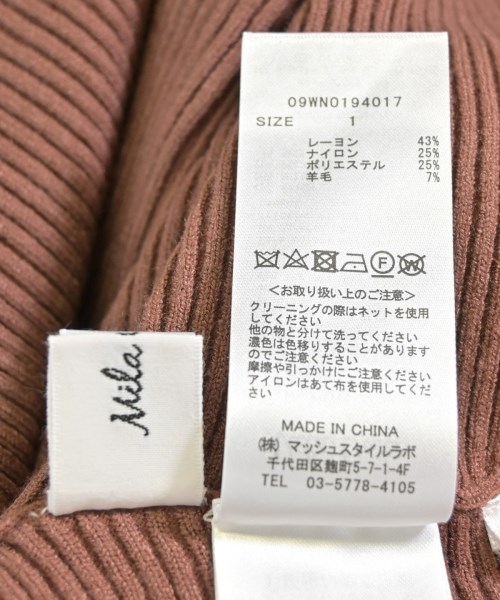 09WNO194017
SIZE 1
レーヨン 43%
ナイロン 25%
ポリエステル 25%
羊毛 7%
F W
<お取り扱い上のご注意>
クリーニングの際はネットを使用
してください
他の物と分けて洗ってください
濃色は色移りすることがあります
のでご注意ください
摩擦や引っかけにご注意ください
アイロンはあて布を使用してください
MADE IN CHINA
(株) マッシュスタイルラボ
千代田区麹町5-7-1-4F
TEL 03-5778-4105
Mila